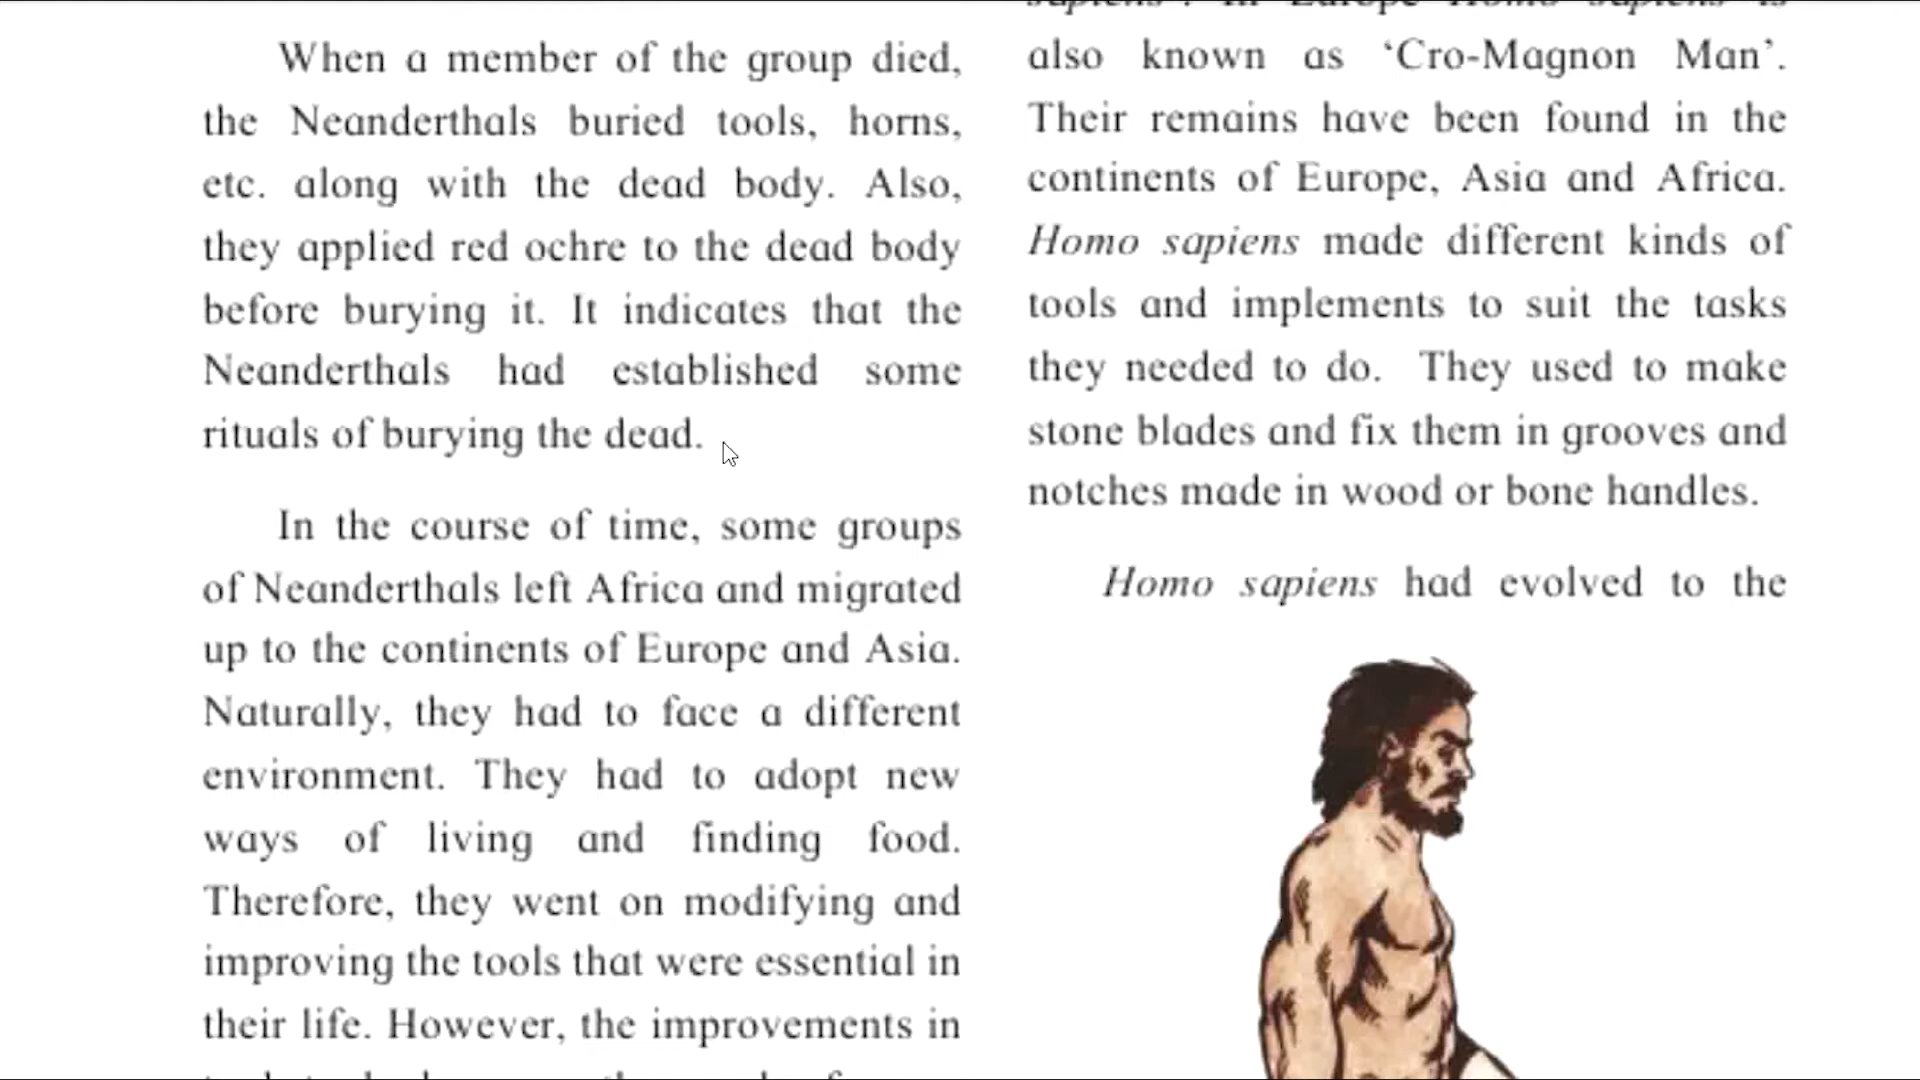 When a member of the group died,
the Neanderthals buried tools, horns,
etc. along with the dead body. Also,
they applied red ochre to the dead body
before burying it. It indicates that the
Neanderthals had established some
rituals of burying the dead.
In the course of time, some groups
of Neanderthals left Africa and migrated
up to the continents of Europe and Asia.
Naturally, they had to face a different
environment. They had to adopt new
ways of living and finding food.
Therefore, they went on modifying and
improving the tools that were essential in
their life. However, the improvements in
sapiens'. In Europe Homo sapiens is
also known as ‘Cro-Magnon Man’.
Their remains have been found in the
continents of Europe, Asia and Africa.
Homo sapiens made different kinds of
tools and implements to suit the tasks
they needed to do. They used to make
stone blades and fix them in grooves and
notches made in wood or bone handles.
Homo sapiens had evolved to the